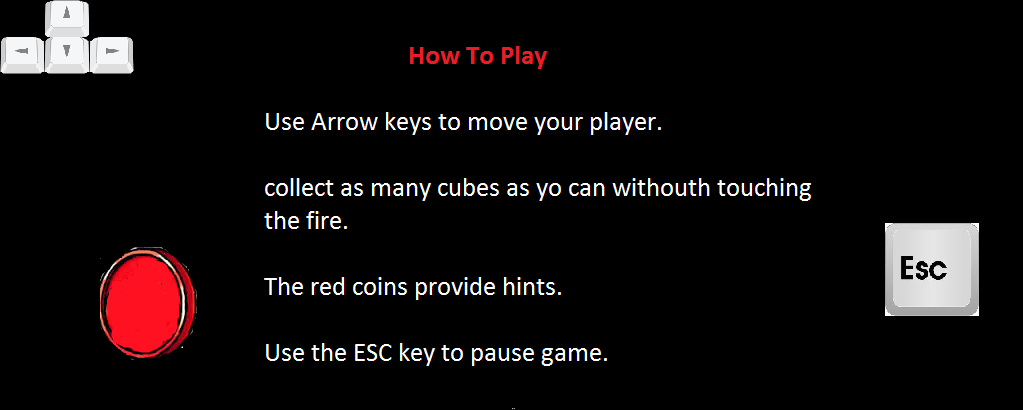 How To Play
Use Arrow keys to move your player.
collect as many cubes as yo can withouth touching
the fire.
The red coins provide hints.
Esc
Use the ESC key to pause game.